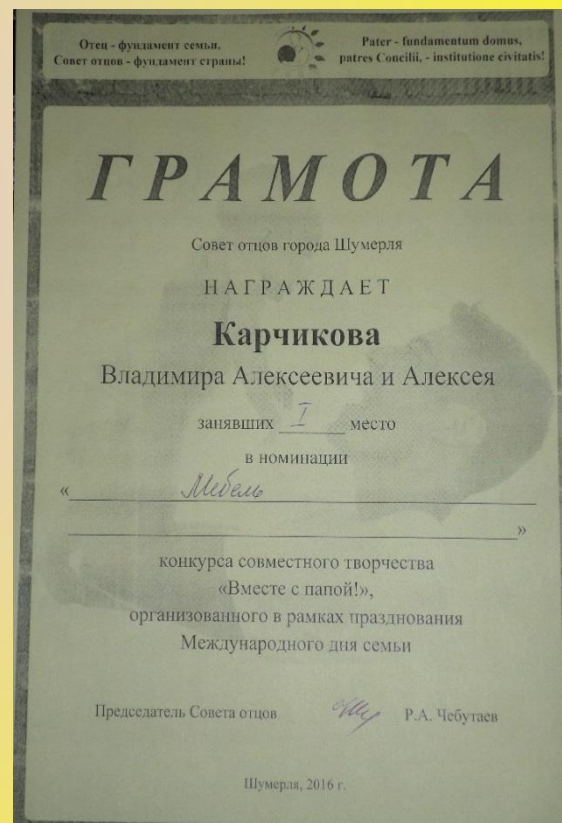 Отец - фундамент семьи,
Совет отцов - фундамент страны!
Pater - fundamentum domus,
patres Concilii, - institutione civitatis!
ГРАМОТА
Совет отцов города Шумерля
НАГРАЖДАЕТ
Карчикова
Владимира Алексеевича и Алексея
занявших I место
в номинации
« Мебель
»
конкурса совместного творчества
«Вместе с папой!»,
организованного в рамках празднования
Международного дня семьи
Председатель Совета отцов Р.А. Чебутаев
Шумерля, 2016 г.